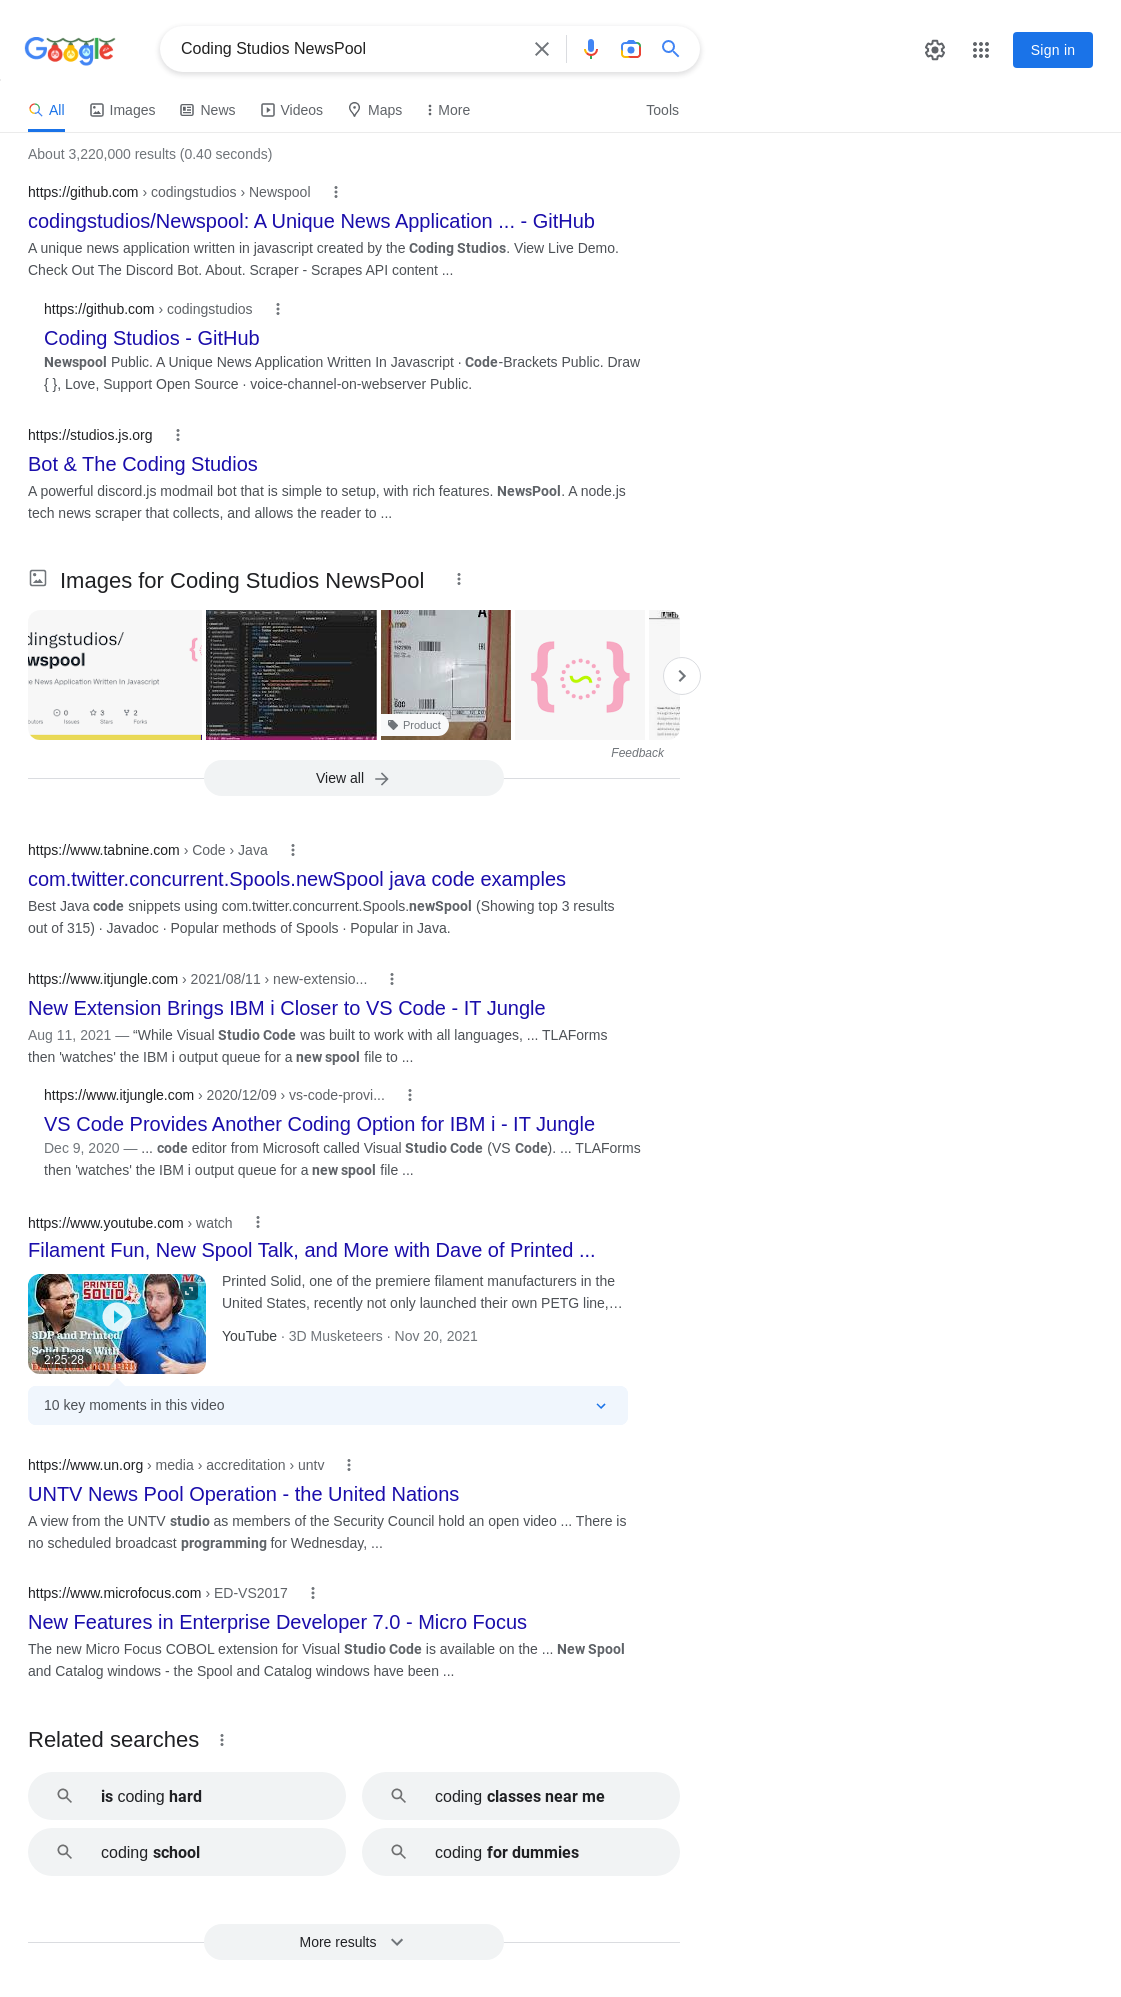 Google
Coding Studios NewsPool
Sign in
All
Images
News
Videos
Maps
More
Tools
About 3,220,000 results (0.40 seconds)
https://github.com › codingstudios › Newspool
codingstudios/Newspool: A Unique News Application ... - GitHub
A unique news application written in javascript created by the Coding Studios. View Live Demo.
Check Out The Discord Bot. About. Scraper - Scrapes API content ...
https://github.com › codingstudios
Coding Studios - GitHub
Newspool Public. A Unique News Application Written In Javascript · Code-Brackets Public. Draw
{ }, Love, Support Open Source · voice-channel-on-webserver Public.
https://studios.js.org
Bot & The Coding Studios
A powerful discord.js modmail bot that is simple to setup, with rich features. NewsPool. A node.js
tech news scraper that collects, and allows the reader to ...
Images for Coding Studios NewsPool
dingstudios/
wspool
e News Application Written In Javascript
0
3
2
utors
Issues
Stars
Forks
Product
Feedback
View all
https://www.tabnine.com › Code › Java
com.twitter.concurrent.Spools.newSpool java code examples
Best Java code snippets using com.twitter.concurrent.Spools.newSpool (Showing top 3 results
out of 315) · Javadoc · Popular methods of Spools · Popular in Java.
https://www.itjungle.com › 2021/08/11 › new-extensio...
New Extension Brings IBM i Closer to VS Code - IT Jungle
Aug 11, 2021 — “While Visual Studio Code was built to work with all languages, ... TLAForms
then 'watches' the IBM i output queue for a new spool file to ...
https://www.itjungle.com › 2020/12/09 › vs-code-provi...
VS Code Provides Another Coding Option for IBM i - IT Jungle
Dec 9, 2020 — ... code editor from Microsoft called Visual Studio Code (VS Code). ... TLAForms
then 'watches' the IBM i output queue for a new spool file ...
https://www.youtube.com › watch
Filament Fun, New Spool Talk, and More with Dave of Printed ...
PRINTED
SOLID
3DP and Printed
Solid Deets With
2:25:28
Printed Solid, one of the premiere filament manufacturers in the
United States, recently not only launched their own PETG line,…
YouTube · 3D Musketeers · Nov 20, 2021
10 key moments in this video
https://www.un.org › media › accreditation › untv
UNTV News Pool Operation - the United Nations
A view from the UNTV studio as members of the Security Council hold an open video ... There is
no scheduled broadcast programming for Wednesday, ...
https://www.microfocus.com › ED-VS2017
New Features in Enterprise Developer 7.0 - Micro Focus
The new Micro Focus COBOL extension for Visual Studio Code is available on the ... New Spool
and Catalog windows - the Spool and Catalog windows have been ...
Related searches
is coding hard
coding classes near me
coding school
coding for dummies
More results